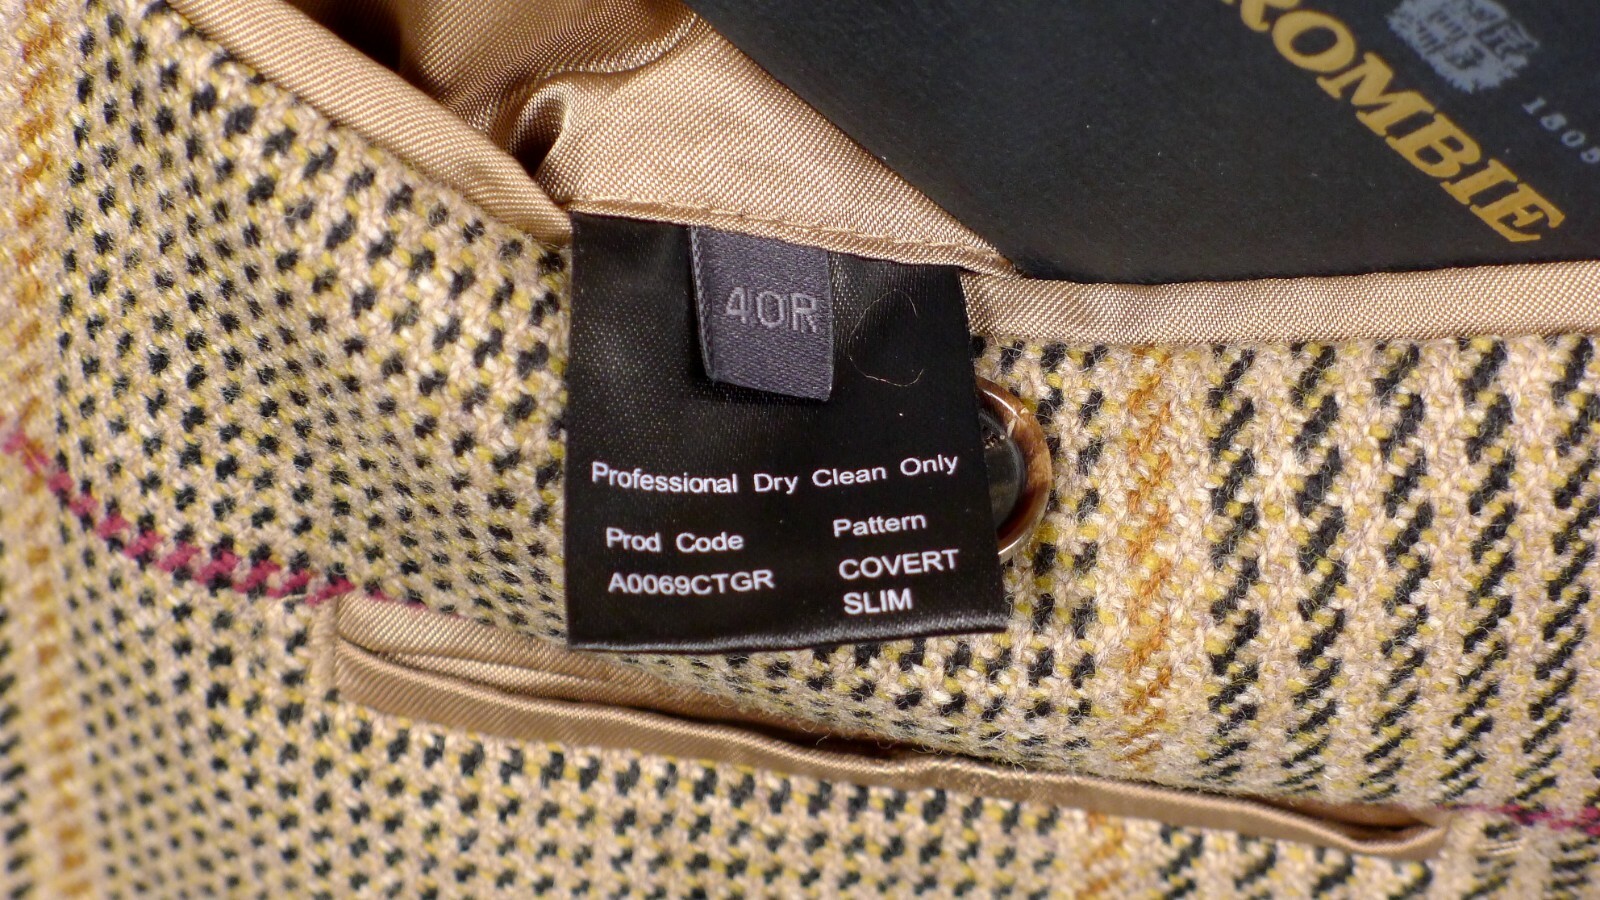 ROMBIE
1805
40R
Professional Dry Clean Only
Prod Code
A0069CTGR
Pattern
COVERT
SLIM